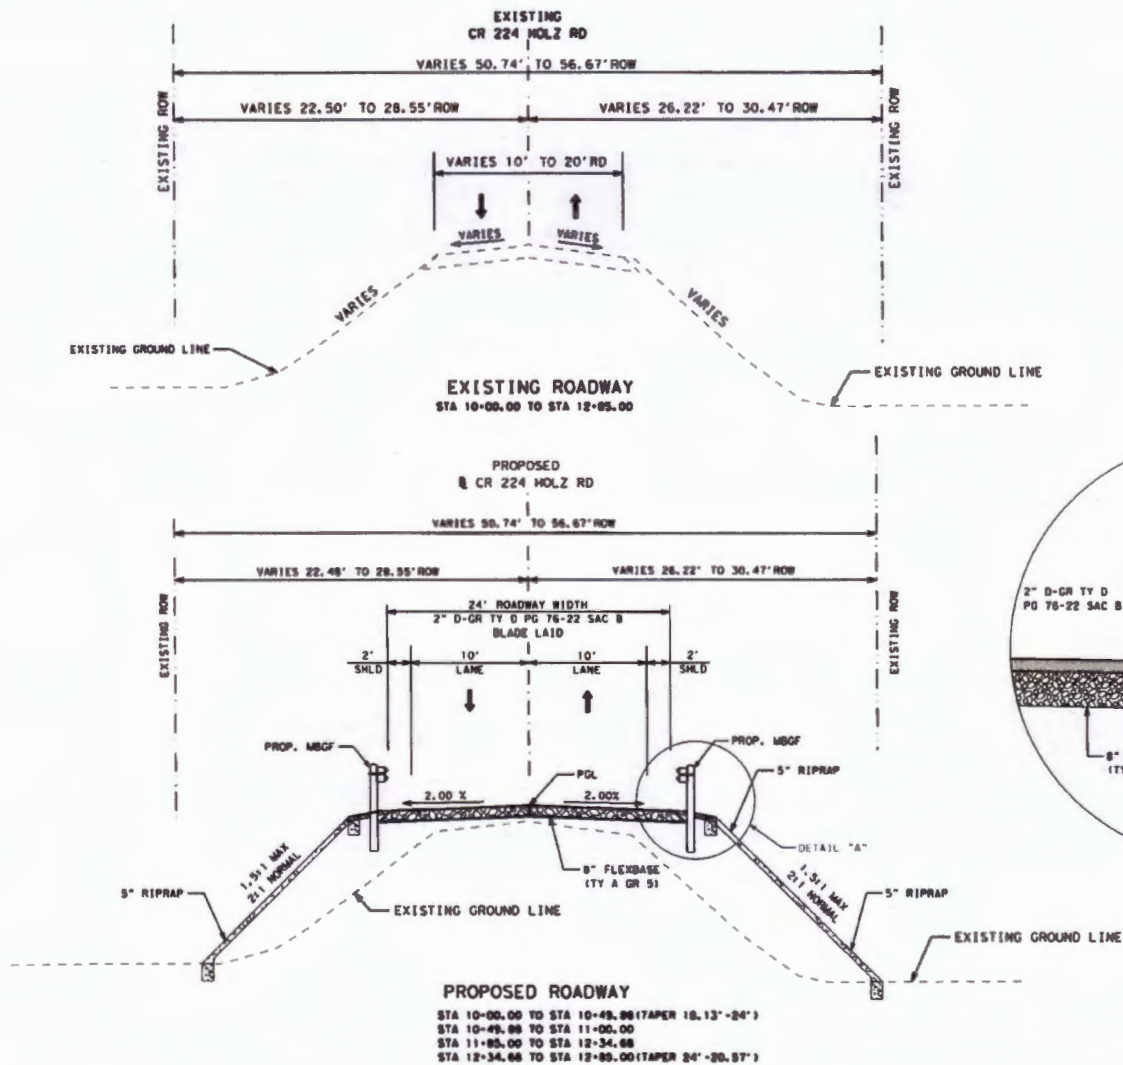 EXISTING
CR 224 HOLZ RD
VARIES 50.74' TO 56.67'ROW
VARIES 22.50' TO 28.55'ROW
VARIES 26.22' TO 30.47'ROW
EXISTING ROW
EXISTING ROW
VARIES 10' TO 20'RD
VARIES
VARIES
VARIES
VARIES
EXISTING GROUND LINE
EXISTING GROUND LINE
EXISTING ROADWAY
STA 10+00.00 TO STA 12+85.00
PROPOSED
CR 224 HOLZ RD
VARIES 50.74' TO 56.67'ROW
VARIES 22.48' TO 28.55'ROW
VARIES 26.22' TO 30.47'ROW
EXISTING ROW
EXISTING ROW
24' ROADWAY WIDTH
2" D-GR TY D PG 76-22 SAC B
BLADE LAID
2'
SHLD
10'
LANE
10'
LANE
2'
SHLD
PROP. MBGF
PROP. MBGF
PGL
5" RIPRAP
2.00 %
2.00%
DETAIL "A"
8" FLEXBASE
(TY A GR 5)
1.5:1 MAX
2:1 NORMAL
1.5:1 MAX
2:1 NORMAL
5" RIPRAP
5" RIPRAP
EXISTING GROUND LINE
EXISTING GROUND LINE
2" D-GR TY D
PG 76-22 SAC B
8"
(TY
PROPOSED ROADWAY
STA 10+00.00 TO STA 10+49.88(TAPER 18.13'-24')
STA 10+49.88 TO STA 11+00.00
STA 11+85.00 TO STA 12+34.68
STA 12+34.68 TO STA 12+85.00(TAPER 24'-20.57')